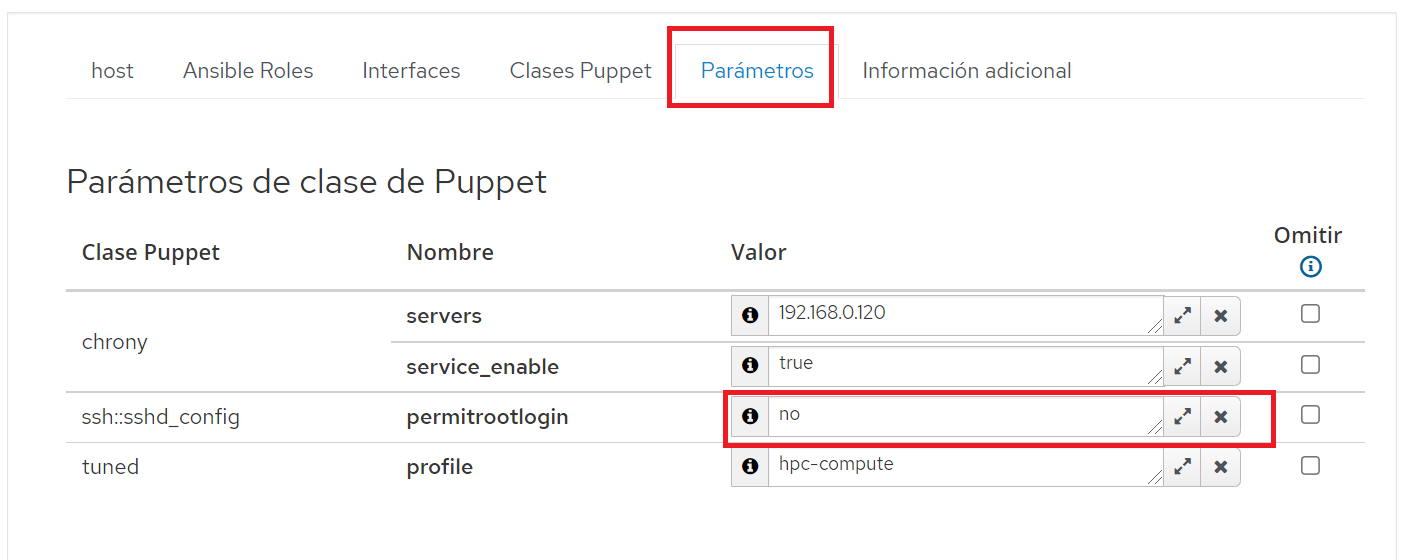 host Ansible Roles Interfaces Clases Puppet Parámetros Información adicional
Parámetros de clase de Puppet
Clase Puppet Nombre Valor Omitir
chrony servers 192.168.0.120
service_enable true
ssh::sshd_config permitrootlogin no
tuned profile hpc-compute